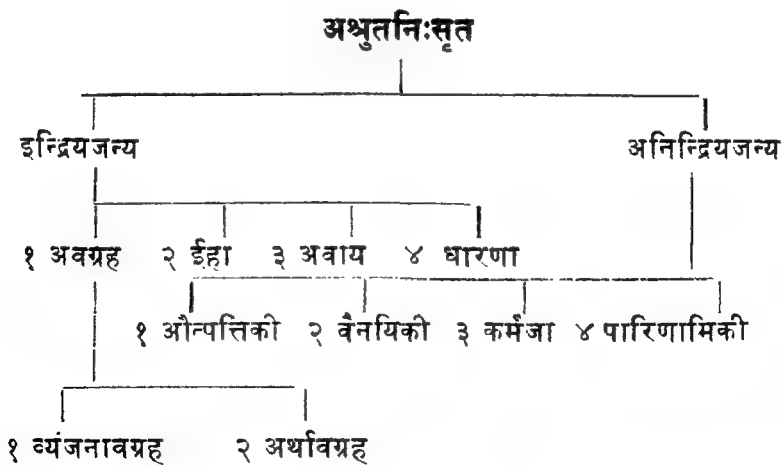 अश्रुतनिःसृत
इन्द्रियजन्य अनिन्द्रियजन्य
१ अवग्रह २ ईहा ३ अवाय ४ धारणा
१ औत्पत्तिकी २ वैनयिकी ३ कर्मजा ४ पारिणामिकी
१ व्यंजनावग्रह २ अर्थावग्रह